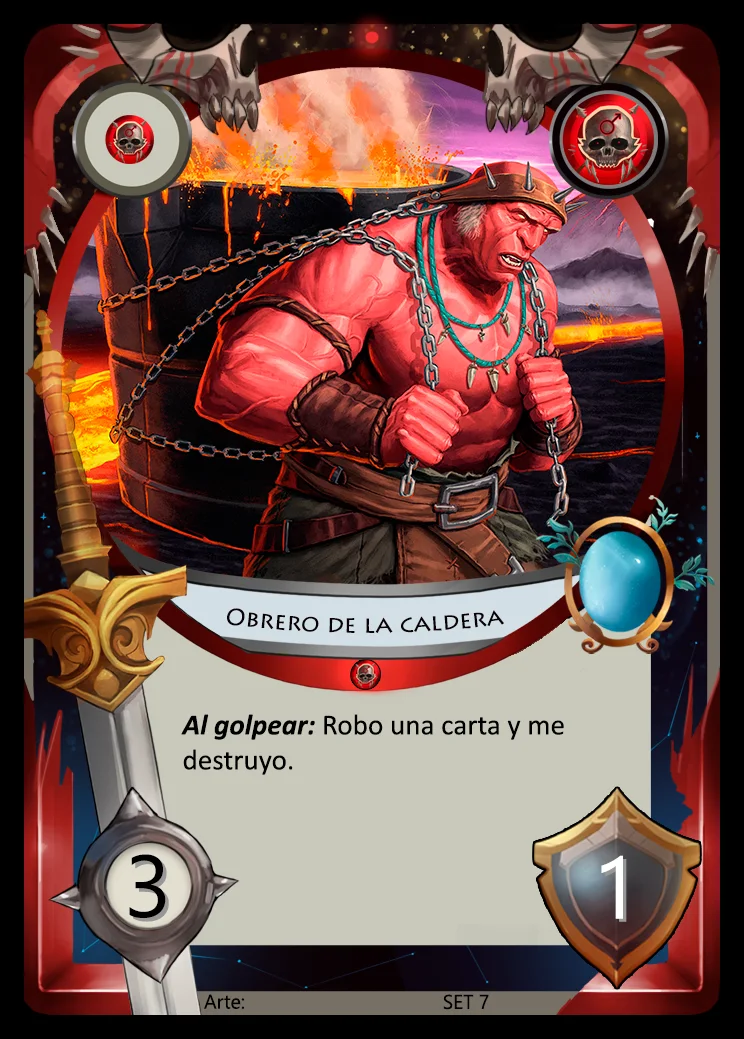 OBRERO DE LA CALDERA
Al golpear: Robo una carta y me
destruyo.
3
1
Arte:
SET 7